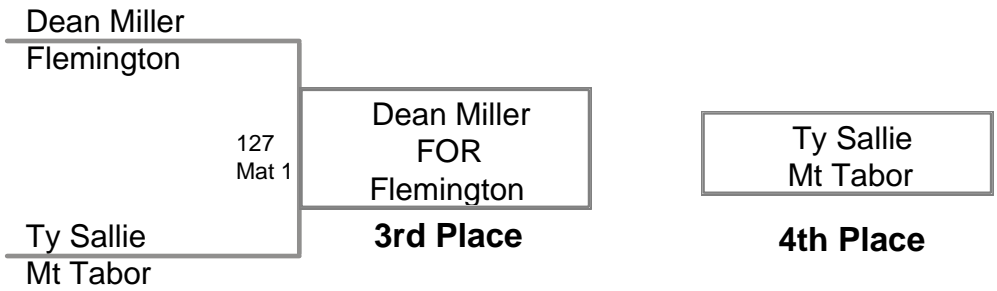 Dean Miller
Flemington
127
Mat 1
Ty Sallie
Mt Tabor
Dean Miller
FOR
Flemington
3rd Place
Ty Sallie
Mt Tabor
4th Place